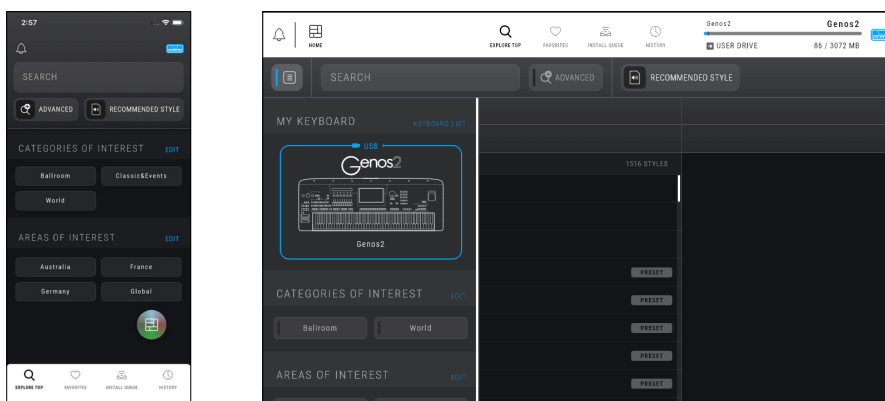 2:57
SEARCH
ADVANCED
RECOMMENDED STYLE
CATEGORIES OF INTEREST EDIT
Ballroom Classic&Events
World
AREAS OF INTEREST EDIT
Australia France
Germany Global
EXPLORE TOP FAVORITES INSTALL QUEUE HISTORY
HOME
EXPLORE TOP FAVORITES INSTALL QUEUE HISTORY
Genos2 Genos2
USER DRIVE 86 / 3072 MB
SEARCH
ADVANCED
RECOMMENDED STYLE
MY KEYBOARD KEYBOARD LIST
USB
Genos2
Genos2
CATEGORIES OF INTEREST EDIT
Ballroom World
AREAS OF INTEREST EDIT
1516 STYLES
PRESET
PRESET
PRESET
PRESET
PRESET